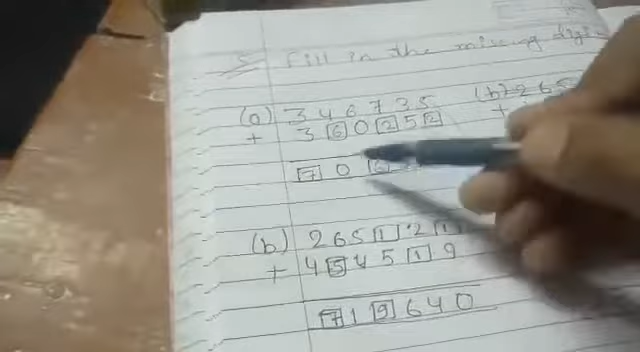 5. Fill in the missing digi
(a) 3 4 6 7 3 5
+ 3 6 0 2 5 2
7 0 6
(b) 2 6 5
+
(b) 2 6 5 1 2 1
+ 4 5 4 5 1 9
7 1 9 6 4 0